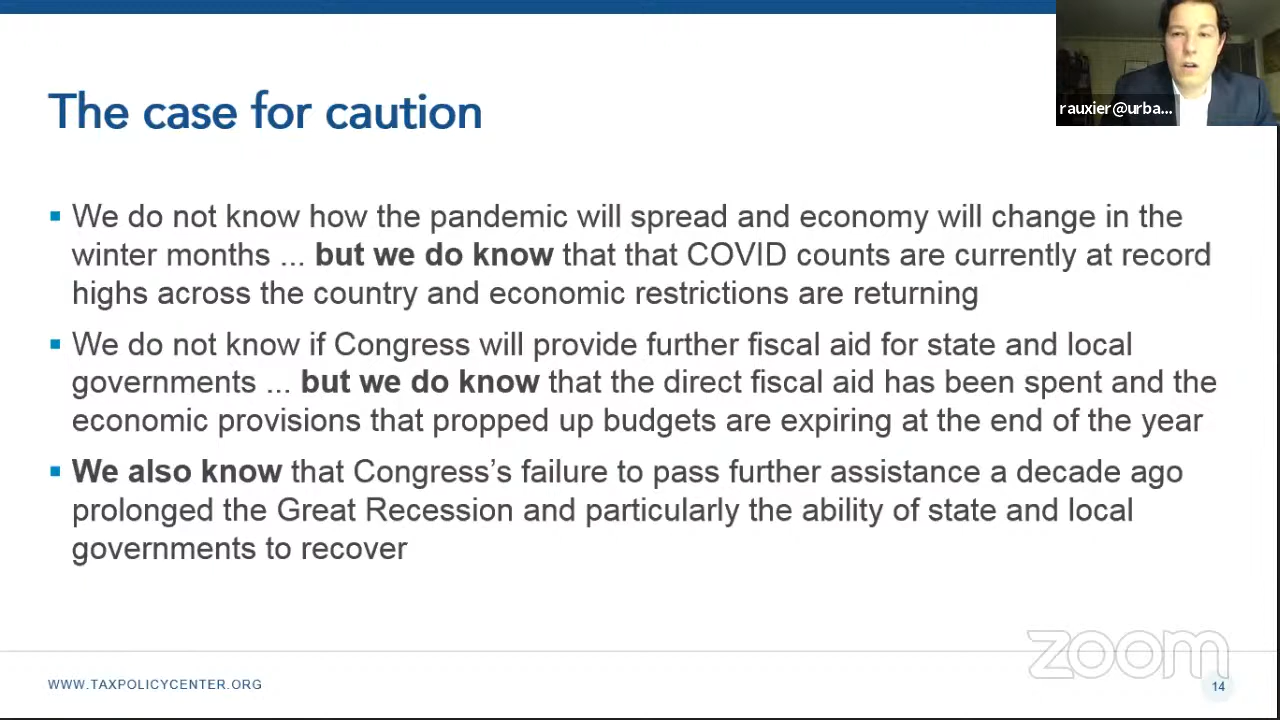 rauxier@urba...
The case for caution
▪ We do not know how the pandemic will spread and economy will change in the
winter months ... but we do know that that COVID counts are currently at record
highs across the country and economic restrictions are returning
▪ We do not know if Congress will provide further fiscal aid for state and local
governments ... but we do know that the direct fiscal aid has been spent and the
economic provisions that propped up budgets are expiring at the end of the year
▪ We also know that Congress’s failure to pass further assistance a decade ago
prolonged the Great Recession and particularly the ability of state and local
governments to recover
zoom
WWW.TAXPOLICYCENTER.ORG
14